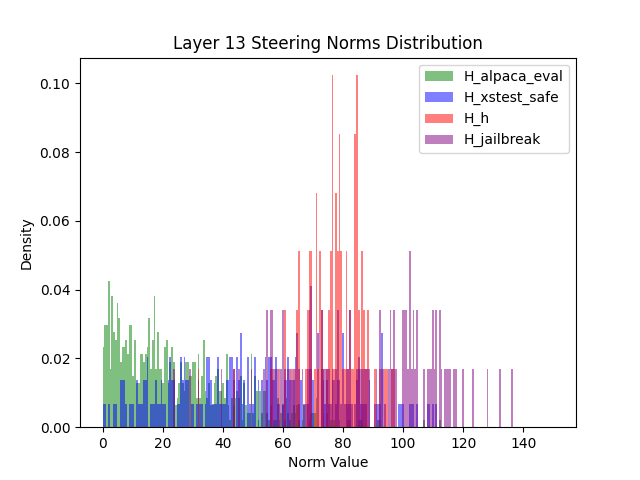 Layer 13 Steering Norms Distribution
H_alpaca_eval
H_xstest_safe
H_h
H_jailbreak
Density
0.10
0.08
0.06
0.04
0.02
0.00
0 20 40 60 80 100 120 140
Norm Value